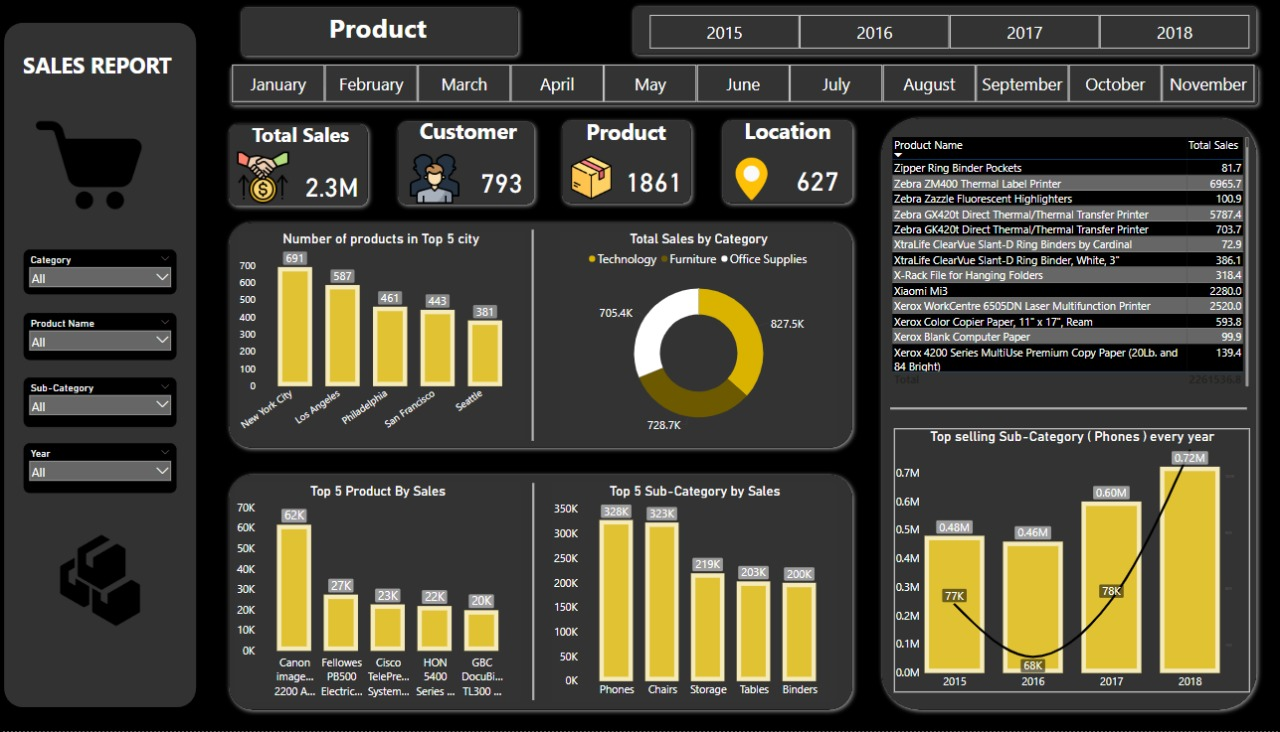 SALES REPORT
Category
All
Product Name
All
Sub-Category
All
Year
All
Product
2015 2016 2017 2018
January February March April May June July August September October November
Total Sales
2.3M
Customer
793
Product
1861
Location
627
Number of products in Top 5 city
700
600
500
400
300
200
100
0
691
587
461
443
381
New York City
Los Angeles
Philadelphia
San Francisco
Seattle
Total Sales by Category
Technology Furniture Office Supplies
705.4K
827.5K
728.7K
Top 5 Product By Sales
70K
60K
50K
40K
30K
20K
10K
0K
62K
27K
23K
22K
20K
Canon image... 2200 A...
Fellowes PB500 Electric...
Cisco TelePre... System...
HON 5400 Series ...
GBC DocuBi... TL300 ...
Top 5 Sub-Category by Sales
350K
300K
250K
200K
150K
100K
50K
0K
328K
323K
219K
203K
200K
Phones Chairs Storage Tables Binders
Product Name Total Sales
Zipper Ring Binder Pockets 81.7
Zebra ZM400 Thermal Label Printer 6965.7
Zebra Zazzle Fluorescent Highlighters 100.9
Zebra GX420t Direct Thermal/Thermal Transfer Printer 5787.4
Zebra GK420t Direct Thermal/Thermal Transfer Printer 703.7
XtraLife ClearVue Slant-D Ring Binders by Cardinal 72.9
XtraLife ClearVue Slant-D Ring Binder, White, 3" 386.1
X-Rack File for Hanging Folders 318.4
Xiaomi Mi3 2280.0
Xerox WorkCentre 6505DN Laser Multifunction Printer 2520.0
Xerox Color Copier Paper, 11" x 17", Ream 593.8
Xerox Blank Computer Paper 99.9
Xerox 4200 Series MultiUse Premium Copy Paper (20Lb. and 139.4
84 Bright)
Total 2261536.8
Top selling Sub-Category ( Phones ) every year
0.7M
0.6M
0.5M
0.4M
0.3M
0.2M
0.1M
0.0M
0.48M
0.46M
0.60M
0.72M
77K
68K
78K
2015 2016 2017 2018